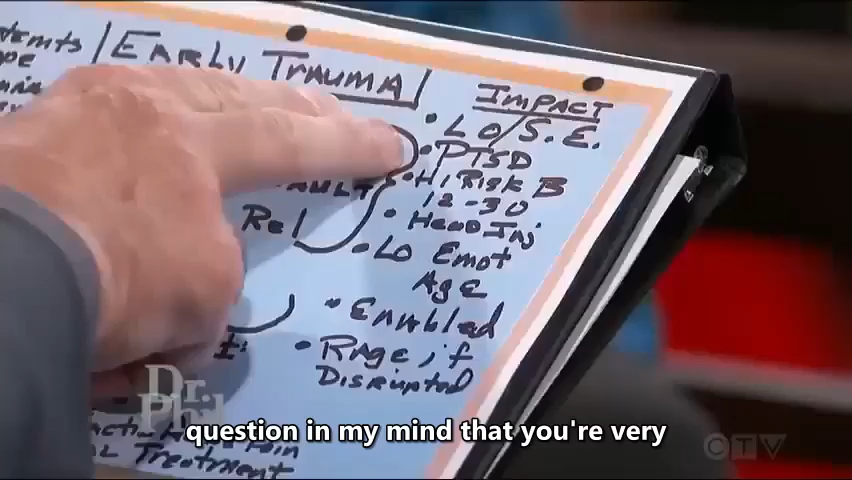 EARLY TRAUMA
IMPACT
• LO/S.E.
• PTSD
• HI RISK B
12-30
• Head Inj
Rel
• LO Emot
Age
• Enabled
• Rage if
Disrupted
Treatment
Dr.
Phil
question in my mind that you're very
CTV